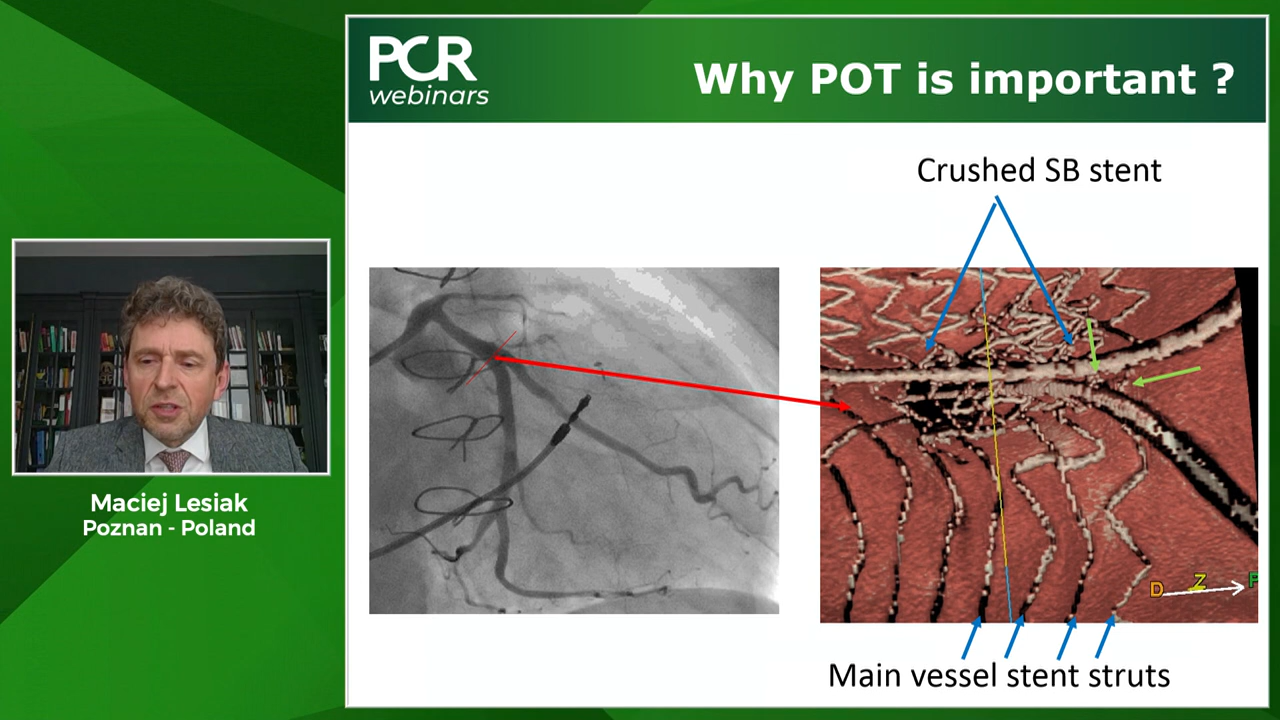 PCR
webinars
Why POT is important ?
Crushed SB stent
D Z P
Main vessel stent struts
Maciej Lesiak
Poznan - Poland